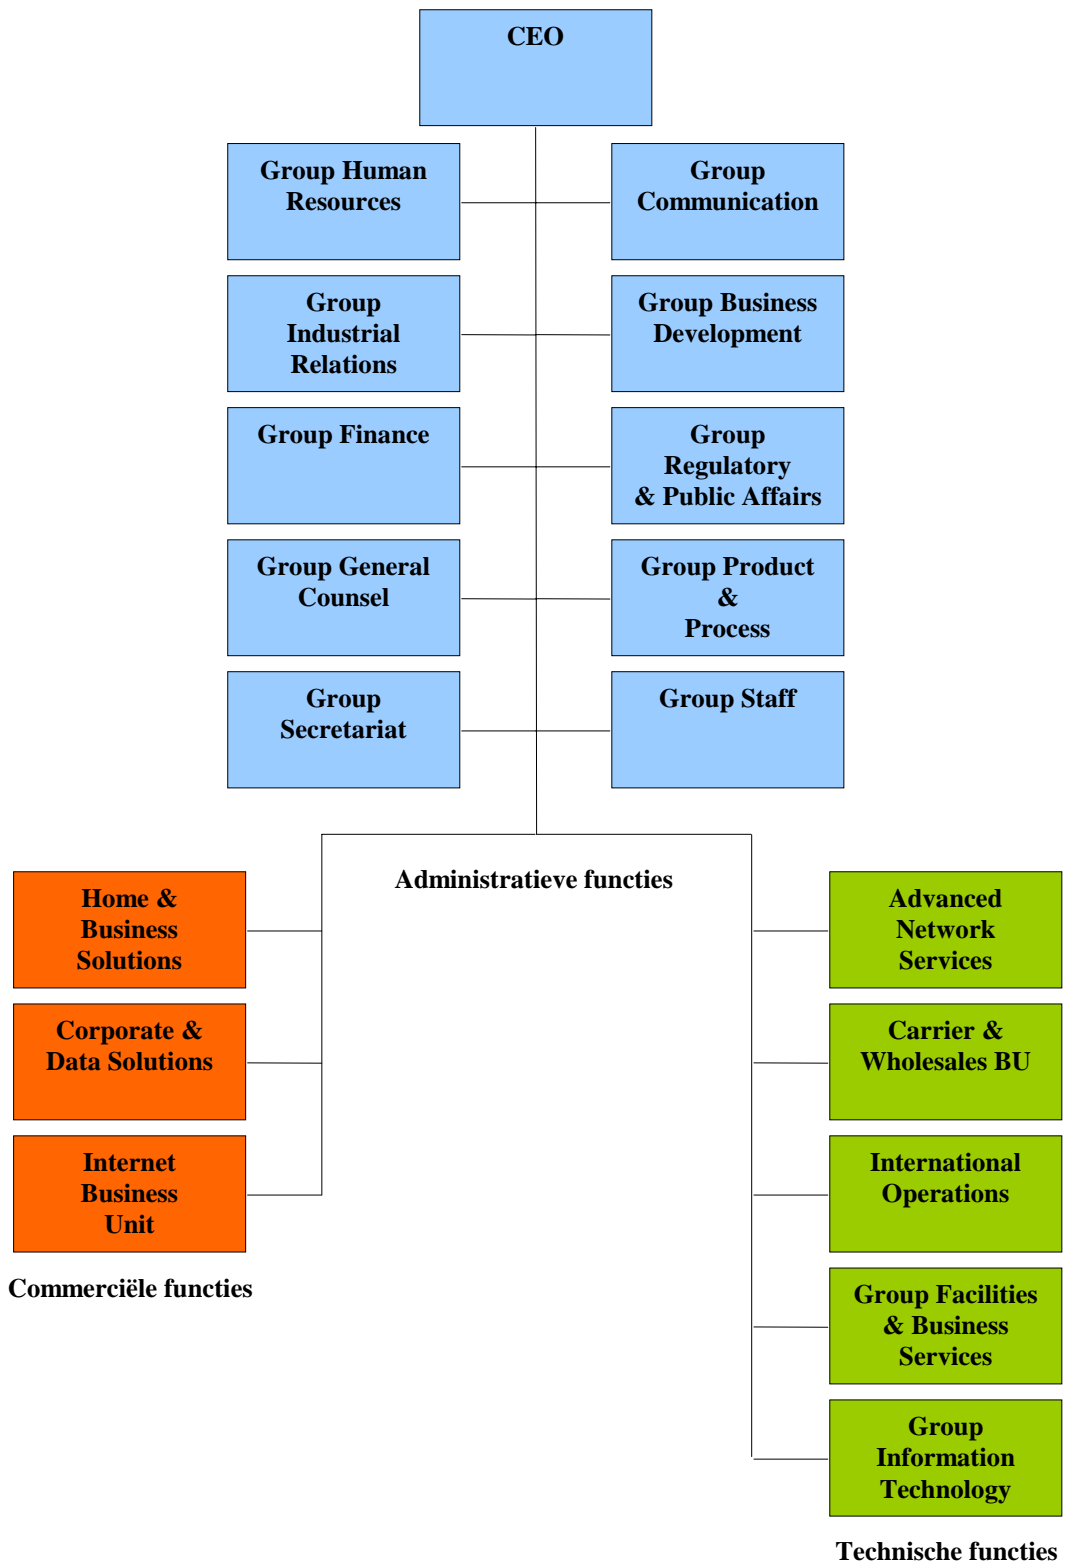 CEO
Group Human
Resources
Group
Communication
Group
Industrial
Relations
Group Business
Development
Group Finance
Group
Regulatory
& Public Affairs
Group General
Counsel
Group Product
&
Process
Group
Secretariat
Group Staff
Administratieve functies
Home &
Business
Solutions
Advanced
Network
Services
Corporate &
Data Solutions
Carrier &
Wholesales BU
Internet
Business
Unit
International
Operations
Commerciële functies
Group Facilities
& Business
Services
Group
Information
Technology
Technische functies